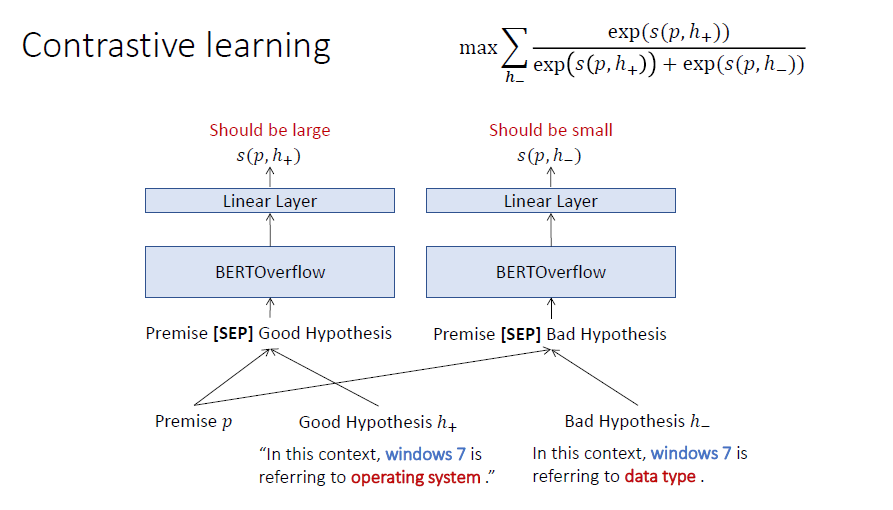 Contrastive learning
max ∑_{h_−} exp(s(p, h_+)) / (exp(s(p, h_+)) + exp(s(p, h_−)))
Should be large
Should be small
s(p, h_+)
s(p, h_−)
Linear Layer
Linear Layer
BERTOverflow
BERTOverflow
Premise [SEP] Good Hypothesis
Premise [SEP] Bad Hypothesis
Premise p
Good Hypothesis h_+
Bad Hypothesis h_−
“In this context, windows 7 is
referring to operating system .”
In this context, windows 7 is
referring to data type .